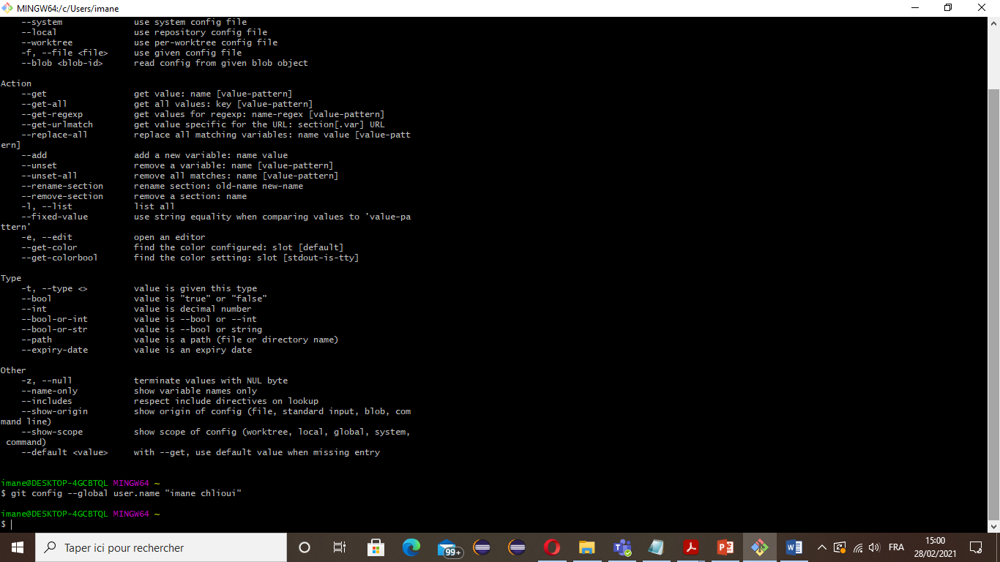 MINGW64:/c/Users/imane
--system use system config file
--local use repository config file
--worktree use per-worktree config file
-f, --file <file> use given config file
--blob <blob-id> read config from given blob object
Action
--get get value: name [value-pattern]
--get-all get all values: key [value-pattern]
--get-regexp get values for regexp: name-regex [value-pattern]
--get-urlmatch get value specific for the URL: section[.var] URL
--replace-all replace all matching variables: name value [value-patt
ern]
--add add a new variable: name value
--unset remove a variable: name [value-pattern]
--unset-all remove all matches: name [value-pattern]
--rename-section rename section: old-name new-name
--remove-section remove a section: name
-l, --list list all
--fixed-value use string equality when comparing values to 'value-pa
ttern'
-e, --edit open an editor
--get-color find the color configured: slot [default]
--get-colorbool find the color setting: slot [stdout-is-tty]
Type
-t, --type <> value is given this type
--bool value is "true" or "false"
--int value is decimal number
--bool-or-int value is --bool or --int
--bool-or-str value is --bool or string
--path value is a path (file or directory name)
--expiry-date value is an expiry date
Other
-z, --null terminate values with NUL byte
--name-only show variable names only
--includes respect include directives on lookup
--show-origin show origin of config (file, standard input, blob, com
mand line)
--show-scope show scope of config (worktree, local, global, system,
command)
--default <value> with --get, use default value when missing entry
imane@DESKTOP-4GCBTQL MINGW64 ~
$ git config --global user.name "imane chlioui"
imane@DESKTOP-4GCBTQL MINGW64 ~
$
Taper ici pour rechercher
99+
FRA
15:00
28/02/2021